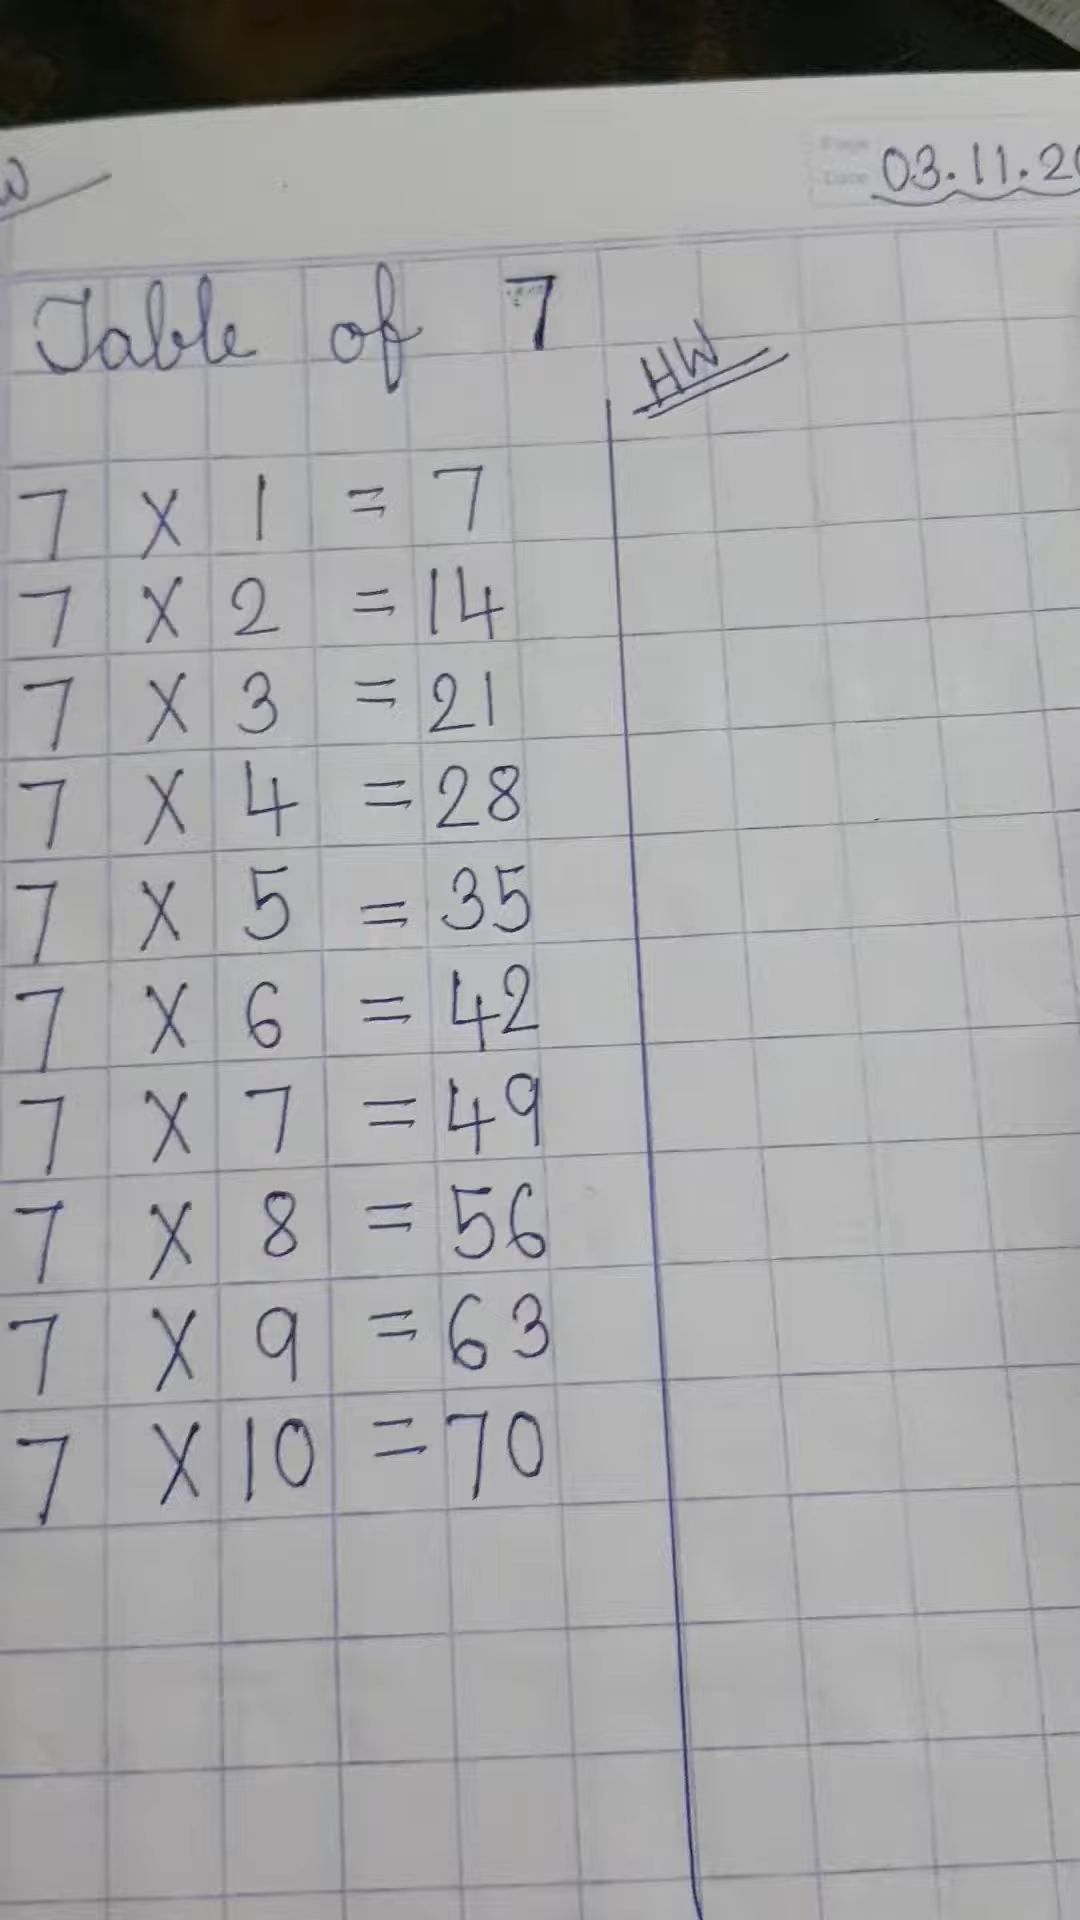 03.11.20
Table of 7
HW
7 X 1 = 7
7 X 2 = 14
7 X 3 = 21
7 X 4 = 28
7 X 5 = 35
7 X 6 = 42
7 X 7 = 49
7 X 8 = 56
7 X 9 = 63
7 X 10 = 70